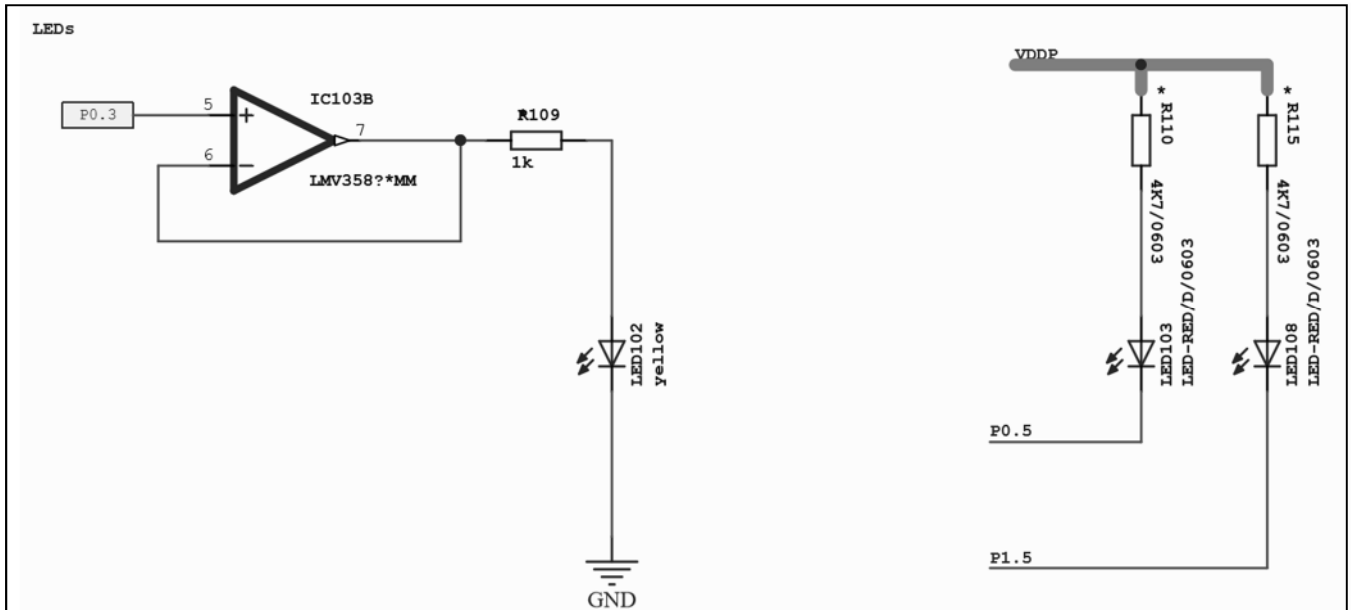 LEDs
VDDP
P0.3
5
6
7
IC103B
LMV358?*MM
*
R109
1k
LED102
yellow
GND
*
R110
4K7/0603
LED103
LED-RED/D/0603
*
R115
4K7/0603
LED108
LED-RED/D/0603
P0.5
P1.5